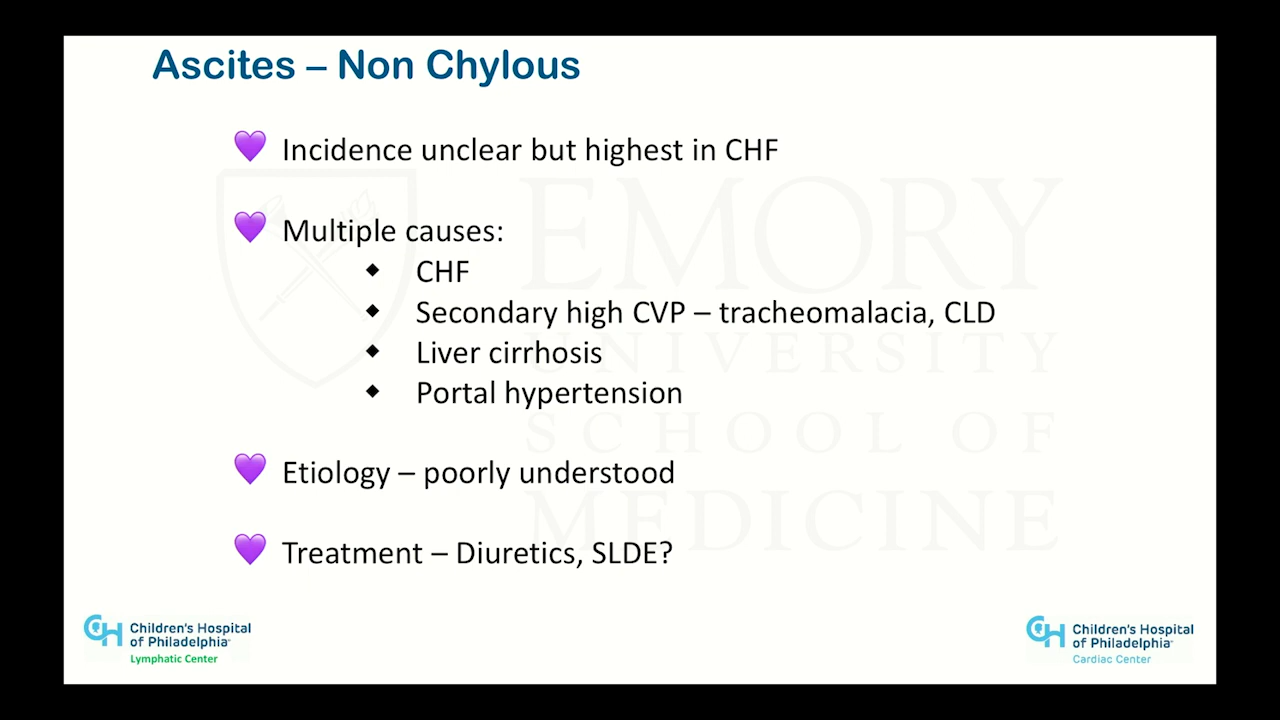 Ascites – Non Chylous
Incidence unclear but highest in CHF
Multiple causes:
CHF
Secondary high CVP – tracheomalacia, CLD
Liver cirrhosis
Portal hypertension
Etiology – poorly understood
Treatment – Diuretics, SLDE?
EMORY
UNIVERSITY
SCHOOL OF
MEDICINE
CH Children's Hospital
of Philadelphia
Lymphatic Center
CH Children's Hospital
of Philadelphia
Cardiac Center